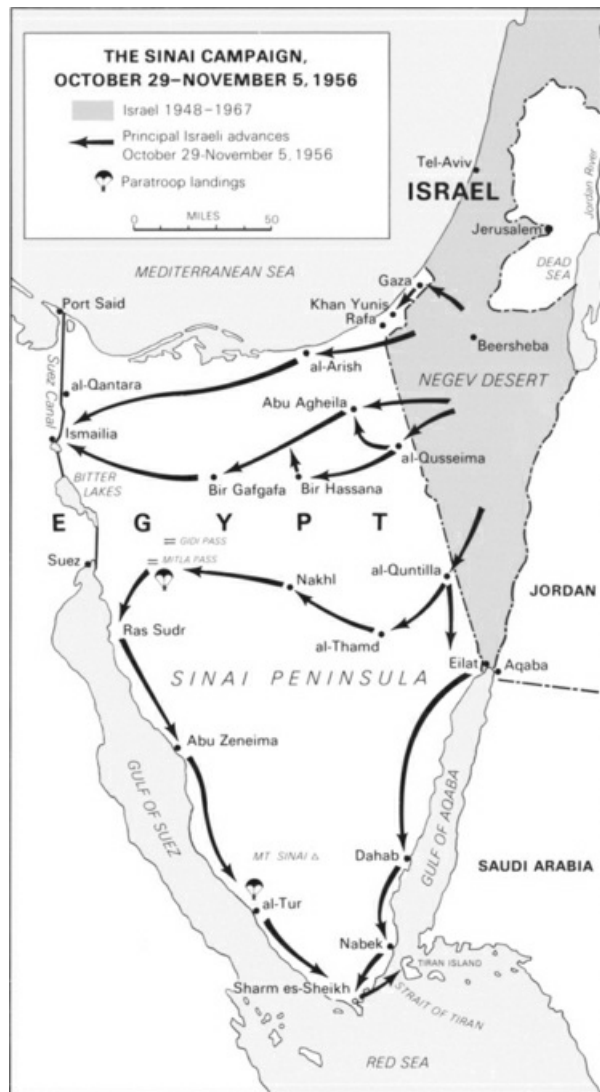 THE SINAI CAMPAIGN,
OCTOBER 29–NOVEMBER 5, 1956
Israel 1948–1967
Principal Israeli advances
October 29-November 5, 1956
Paratroop landings
MILES
0 50
Tel-Aviv
ISRAEL
Jordan River
Jerusalem
DEAD
SEA
MEDITERRANEAN SEA
Gaza
Khan Yunis
Rafa
Port Said
Beersheba
al-Arish
NEGEV DESERT
Suez Canal
al-Qantara
Abu Agheila
Ismailia
al-Qusseima
BITTER
LAKES
Bir Gafgafa
Bir Hassana
EGYPT
GIDI PASS
MITLA PASS
Suez
Nakhl
al-Quntilla
JORDAN
Ras Sudr
al-Thamd
Eilat
Aqaba
SINAI PENINSULA
Abu Zeneima
GULF OF SUEZ
GULF OF AQABA
MT. SINAI
Dahab
SAUDI ARABIA
al-Tur
Nabek
TIRAN ISLAND
Sharm es-Sheikh
STRAIT OF TIRAN
RED SEA